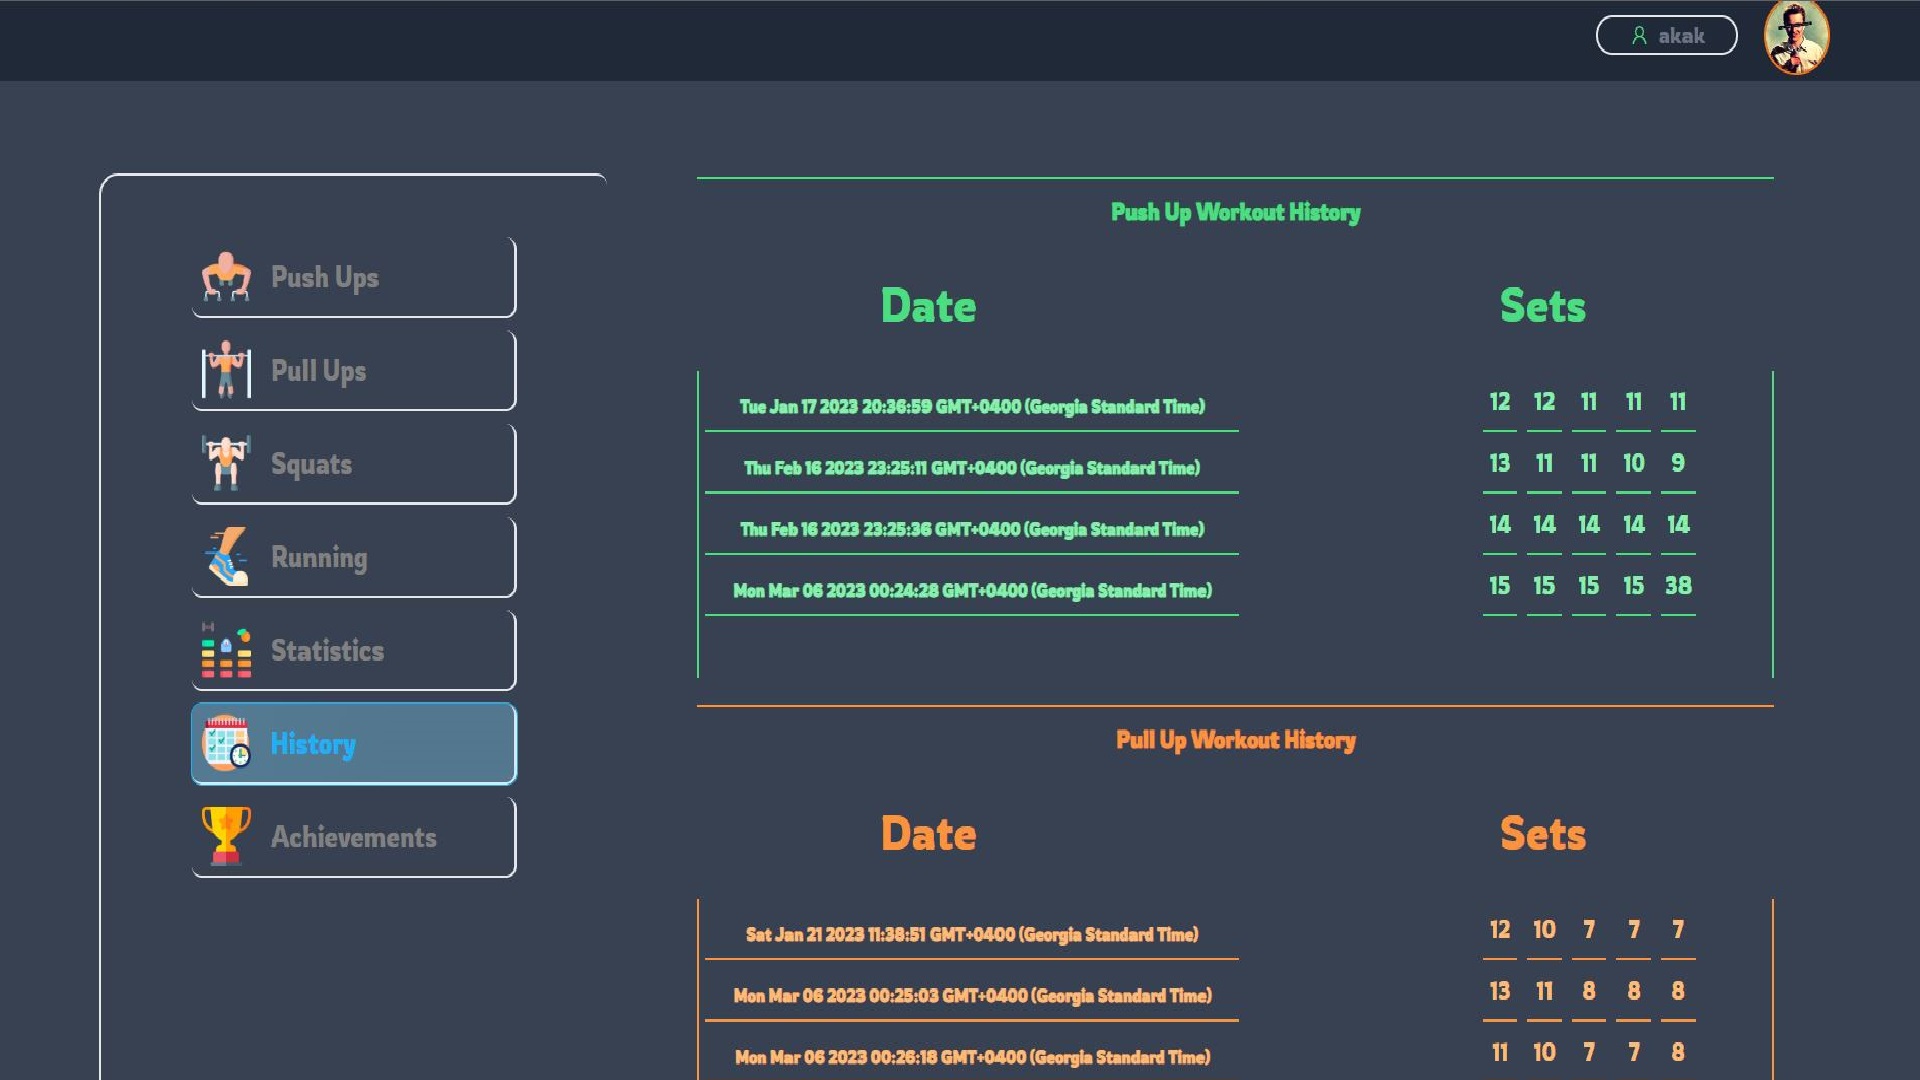 akak
Push Ups
Pull Ups
Squats
Running
Statistics
History
Achievements
Push Up Workout History
Date Sets
Tue Jan 17 2023 20:36:59 GMT+0400 (Georgia Standard Time) 12 12 11 11 11
Thu Feb 16 2023 23:25:11 GMT+0400 (Georgia Standard Time) 13 11 11 10 9
Thu Feb 16 2023 23:25:36 GMT+0400 (Georgia Standard Time) 14 14 14 14 14
Mon Mar 06 2023 00:24:28 GMT+0400 (Georgia Standard Time) 15 15 15 15 38
Pull Up Workout History
Date Sets
Sat Jan 21 2023 11:38:51 GMT+0400 (Georgia Standard Time) 12 10 7 7 7
Mon Mar 06 2023 00:25:03 GMT+0400 (Georgia Standard Time) 13 11 8 8 8
Mon Mar 06 2023 00:26:18 GMT+0400 (Georgia Standard Time) 11 10 7 7 8